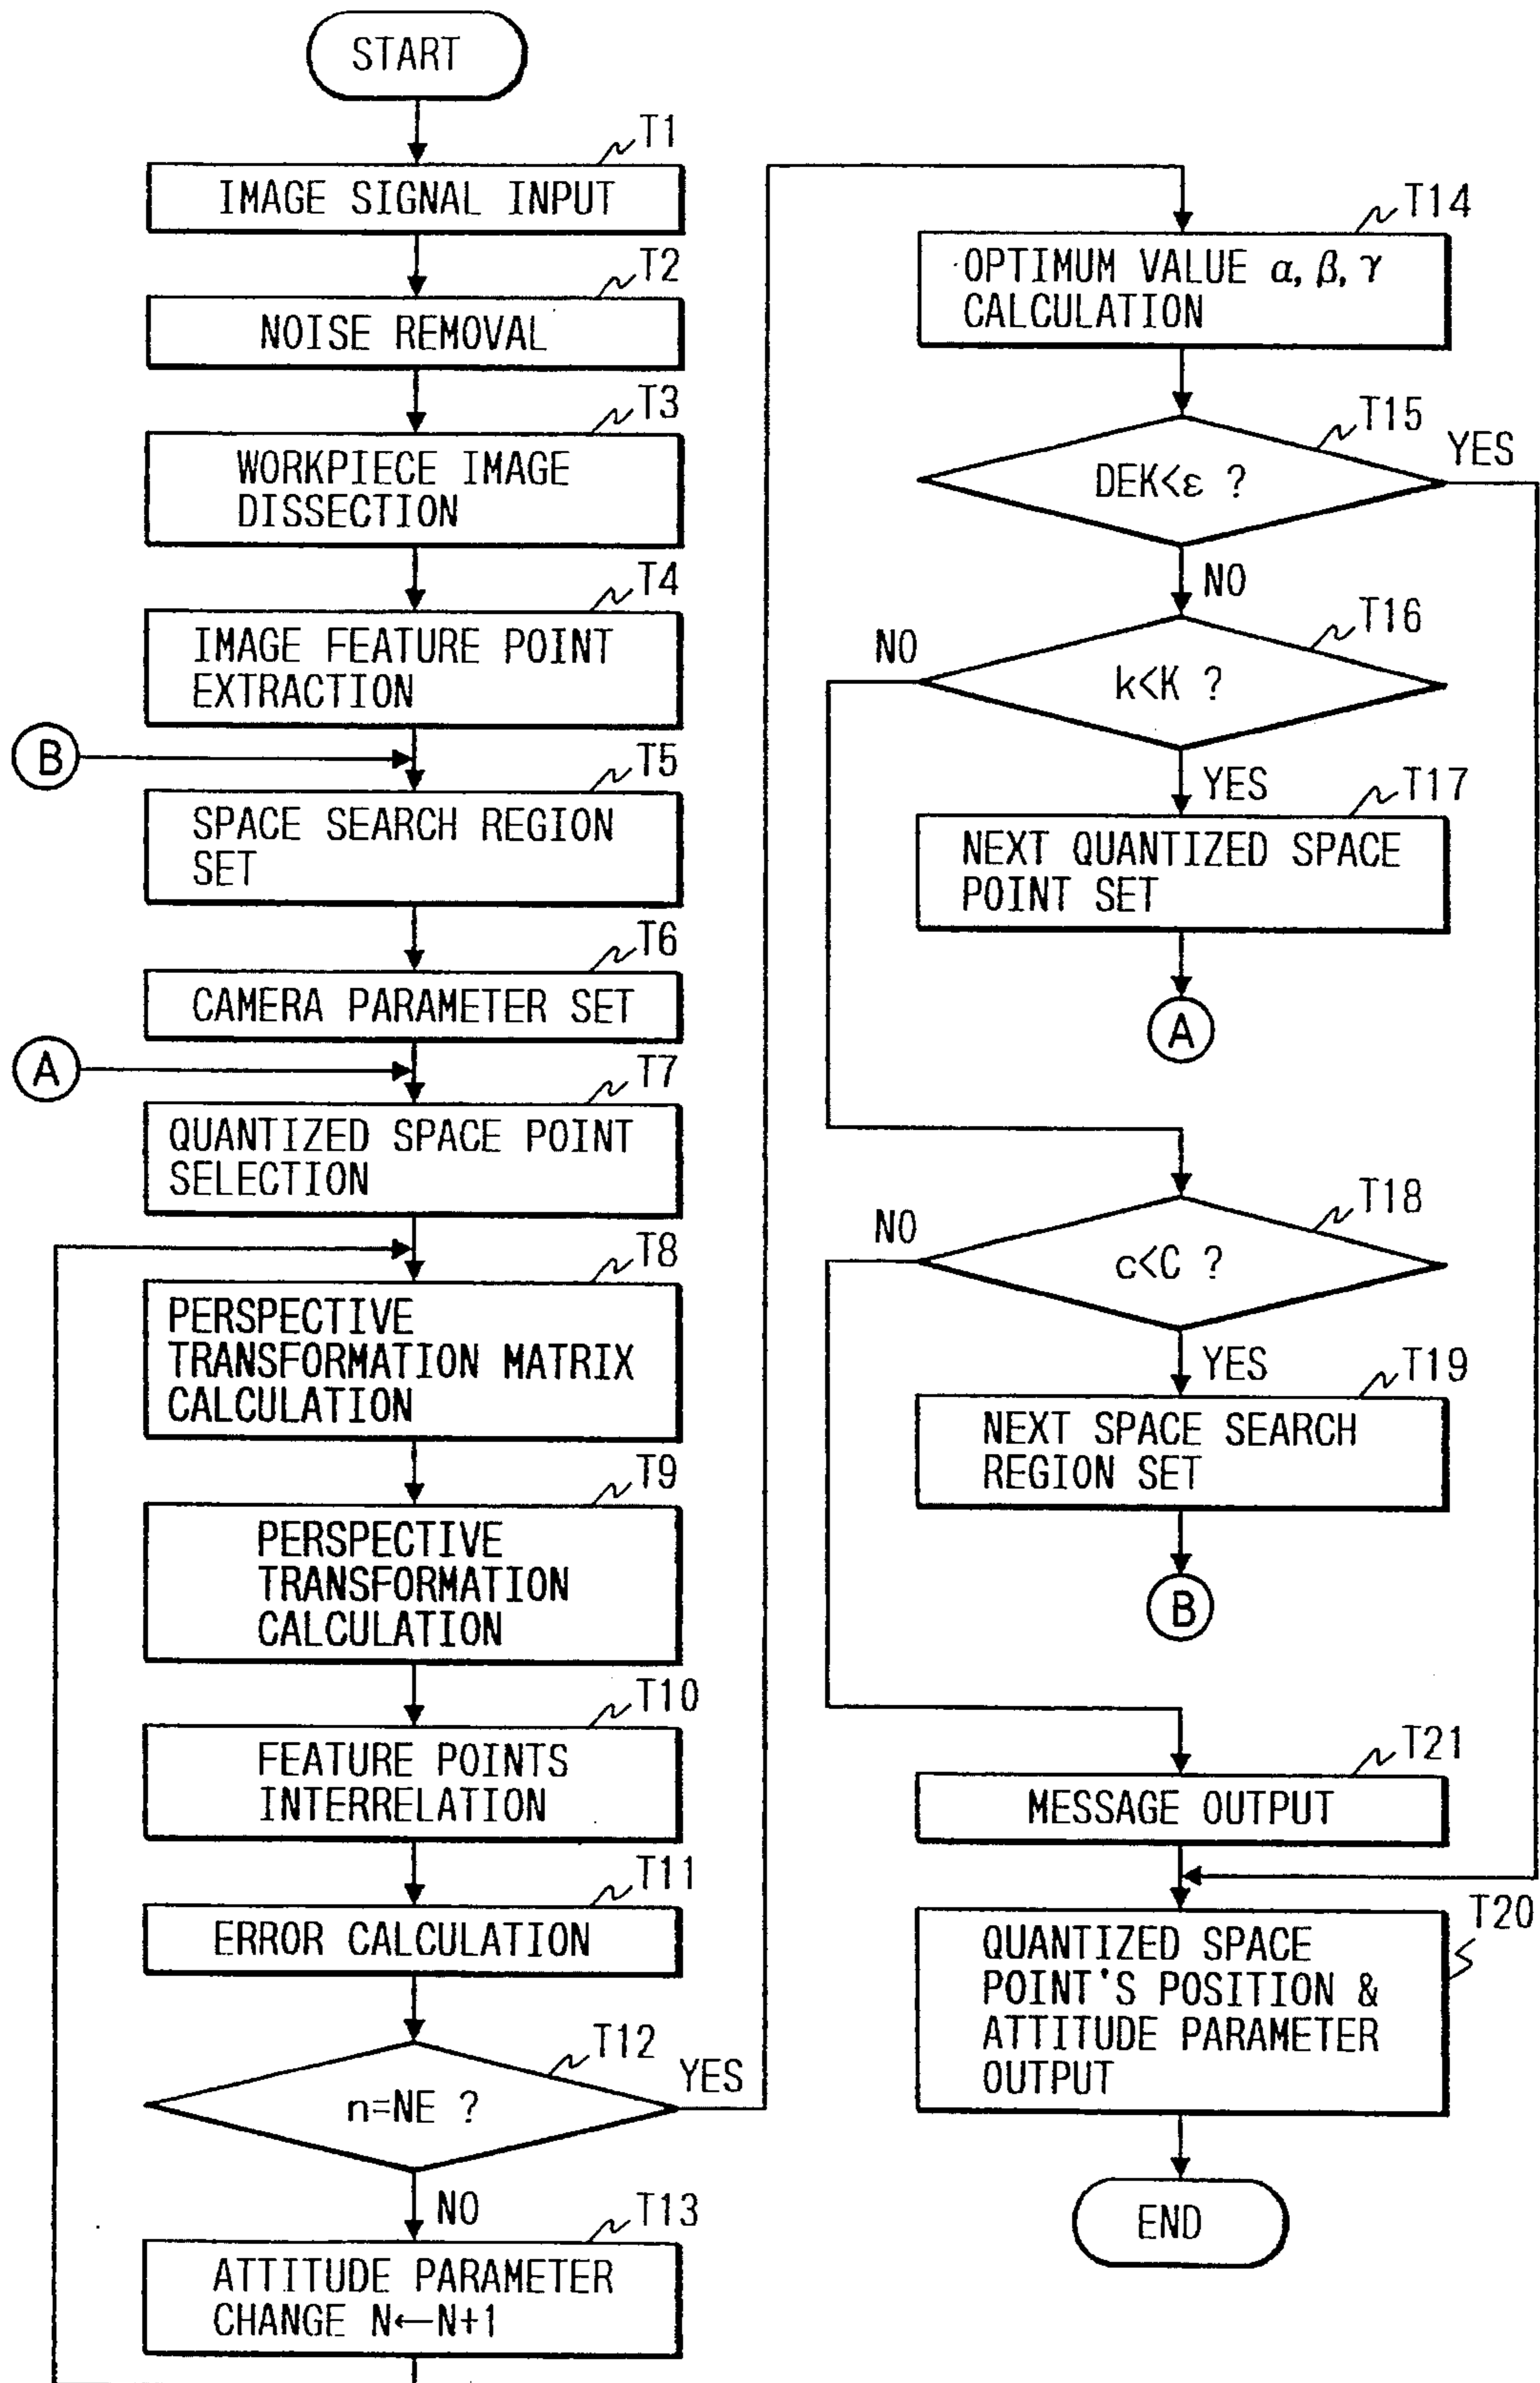 START
T1
IMAGE SIGNAL INPUT
T2
NOISE REMOVAL
T3
WORKPIECE IMAGE
DISSECTION
T4
IMAGE FEATURE POINT
EXTRACTION
B
T5
SPACE SEARCH REGION
SET
T6
CAMERA PARAMETER SET
A
T7
QUANTIZED SPACE POINT
SELECTION
T8
PERSPECTIVE
TRANSFORMATION MATRIX
CALCULATION
T9
PERSPECTIVE
TRANSFORMATION
CALCULATION
T10
FEATURE POINTS
INTERRELATION
T11
ERROR CALCULATION
T12
n=NE ?
YES
NO
T13
ATTITUDE PARAMETER
CHANGE N←N+1
T14
OPTIMUM VALUE α, β, γ
CALCULATION
T15
DEK<ε ?
YES
NO
T16
k<K ?
NO
YES
T17
NEXT QUANTIZED SPACE
POINT SET
A
T18
c<C ?
NO
YES
T19
NEXT SPACE SEARCH
REGION SET
B
T21
MESSAGE OUTPUT
T20
QUANTIZED SPACE
POINT'S POSITION &
ATTITUDE PARAMETER
OUTPUT
END